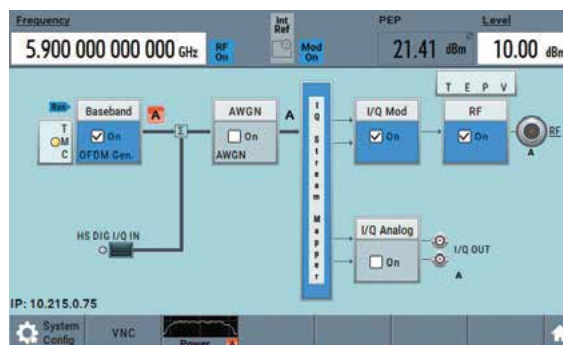 Frequency
5.900 000 000 000 GHz
RF On
Int Ref
Mod On
PEP
21.41 dBm
Level
10.00 dBm
T E P V
Run
Baseband
A
T
M
C
On
OFDM Gen.
Σ
AWGN
On
AWGN
A
IQ Stream Mapper
I/Q Mod
On
RF
On
RF
A
HS DIG I/Q IN
I/Q Analog
On
I/Q OUT
A
IP: 10.215.0.75
System Config
VNC
Power
A